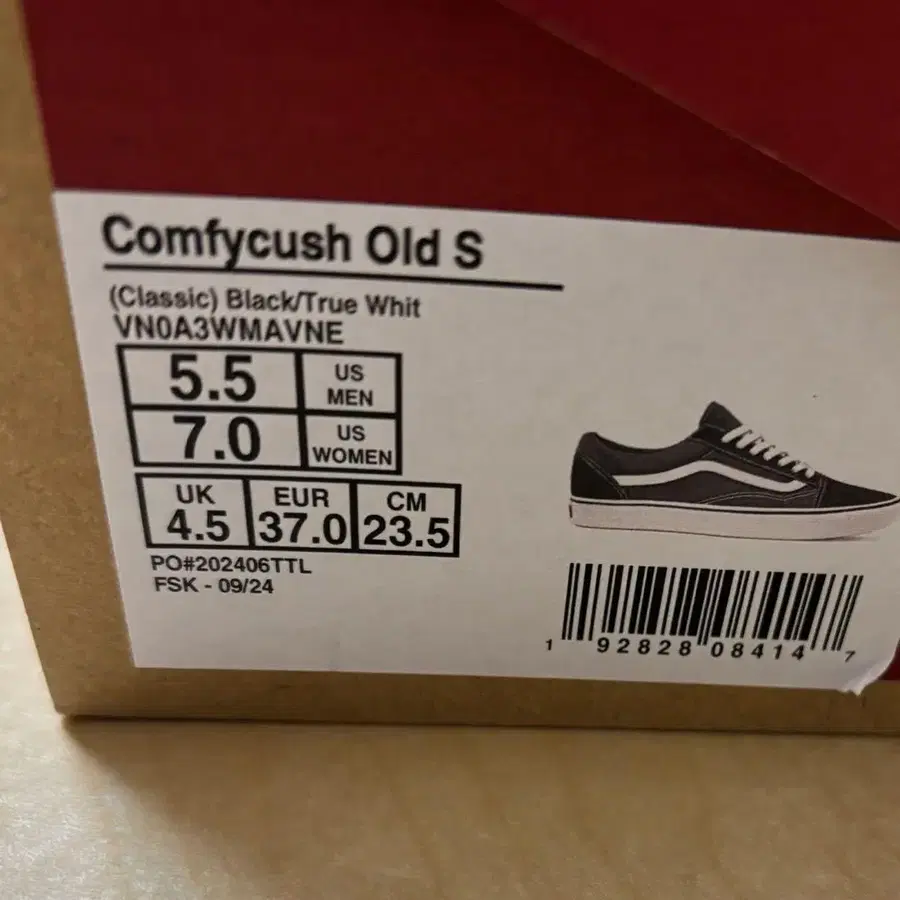 Comfycush Old S
(Classic) Black/True Whit
VN0A3WMAVNE
5.5 US MEN
7.0 US WOMEN
UK EUR CM
4.5 37.0 23.5
PO#202406TTL
FSK - 09/24
1 92828 08414 7